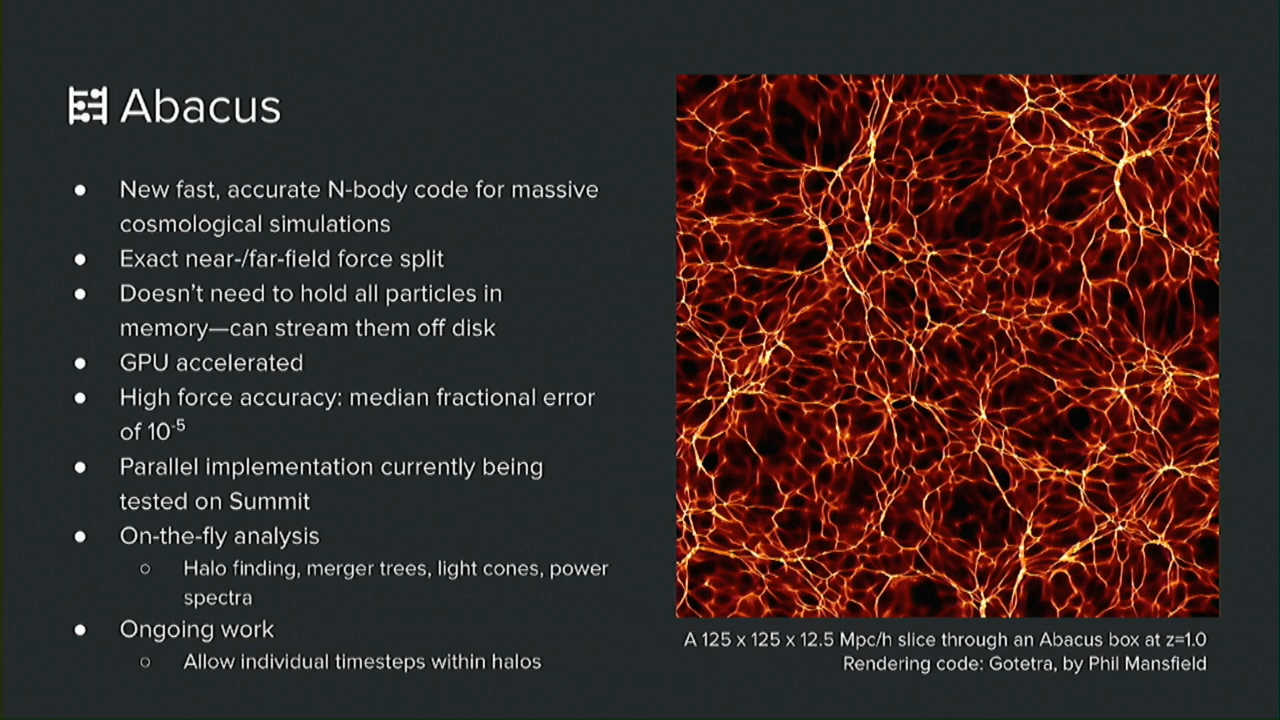 Abacus
● New fast, accurate N-body code for massive
cosmological simulations
● Exact near-/far-field force split
● Doesn't need to hold all particles in
memory—can stream them off disk
● GPU accelerated
● High force accuracy: median fractional error
of 10⁻⁵
● Parallel implementation currently being
tested on Summit
● On-the-fly analysis
○ Halo finding, merger trees, light cones, power
spectra
● Ongoing work
○ Allow individual timesteps within halos
A 125 x 125 x 12.5 Mpc/h slice through an Abacus box at z=1.0
Rendering code: Gotetra, by Phil Mansfield